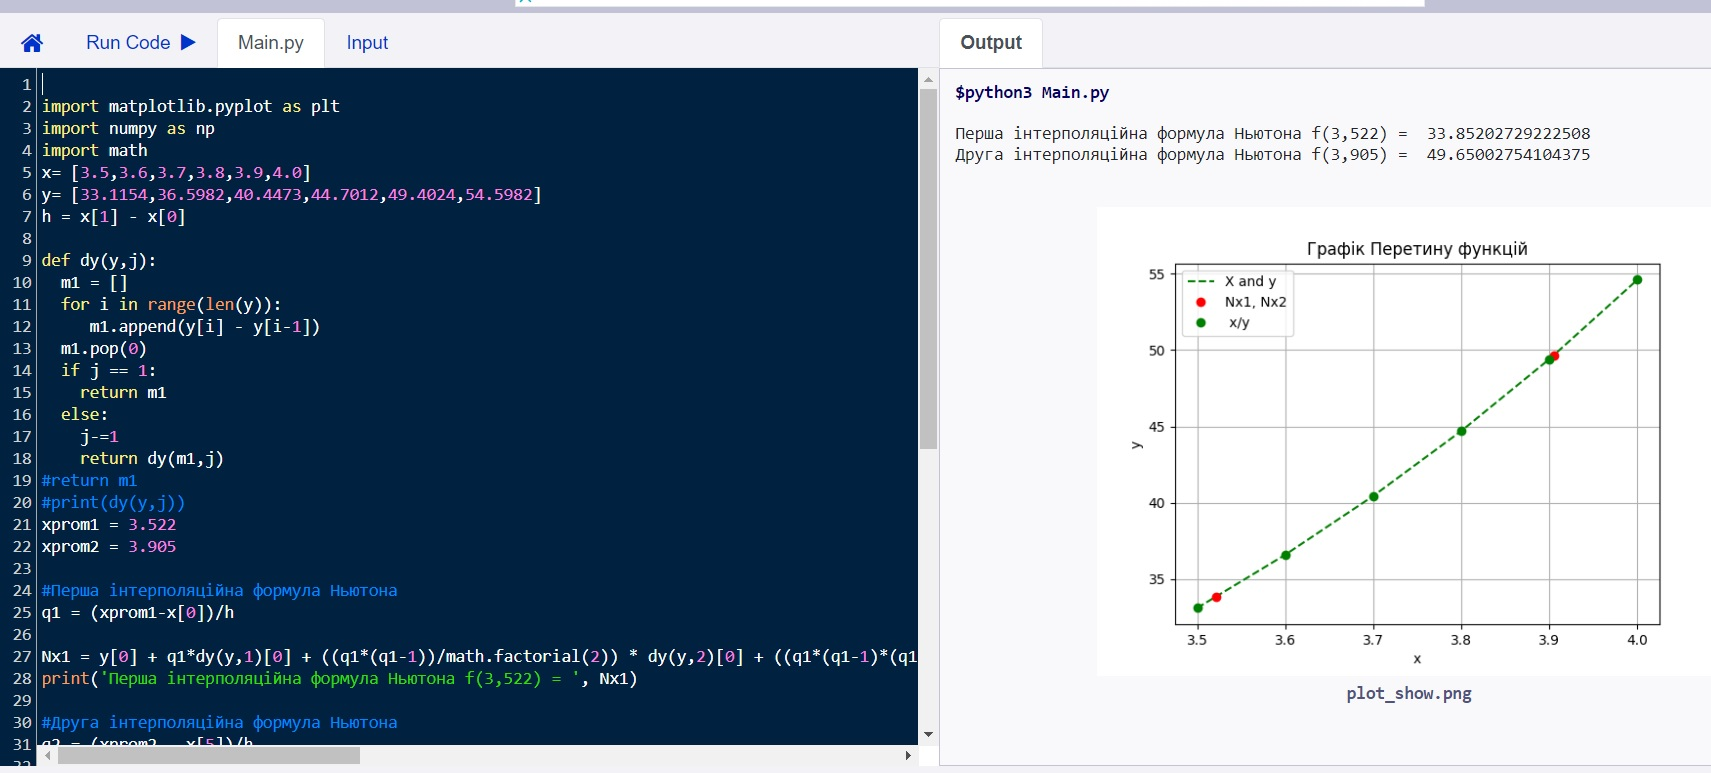 Run Code
Main.py
Input
Output
1
2 import matplotlib.pyplot as plt
3 import numpy as np
4 import math
5 x= [3.5,3.6,3.7,3.8,3.9,4.0]
6 y= [33.1154,36.5982,40.4473,44.7012,49.4024,54.5982]
7 h = x[1] - x[0]
8
9 def dy(y,j):
10 m1 = []
11 for i in range(len(y)):
12 m1.append(y[i] - y[i-1])
13 m1.pop(0)
14 if j == 1:
15 return m1
16 else:
17 j-=1
18 return dy(m1,j)
19 #return m1
20 #print(dy(y,j))
21 xprom1 = 3.522
22 xprom2 = 3.905
23
24 #Перша інтерполяційна формула Ньютона
25 q1 = (xprom1-x[0])/h
26
27 Nx1 = y[0] + q1*dy(y,1)[0] + ((q1*(q1-1))/math.factorial(2)) * dy(y,2)[0] + ((q1*(q1-1)*(q1
28 print('Перша інтерполяційна формула Ньютона f(3,522) = ', Nx1)
29
30 #Друга інтерполяційна формула Ньютона
31 q2 = (xprom2 - x[5])/h
32
$python3 Main.py
Перша інтерполяційна формула Ньютона f(3,522) = 33.85202729222508
Друга інтерполяційна формула Ньютона f(3,905) = 49.65002754104375
Графік Перетину функцій
X and y
Nx1, Nx2
x/y
55
50
45
40
35
y
3.5 3.6 3.7 3.8 3.9 4.0
x
plot_show.png